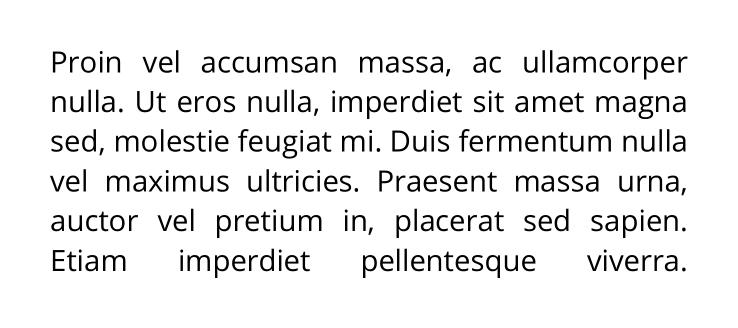 Proin vel accumsan massa, ac ullamcorper
nulla. Ut eros nulla, imperdiet sit amet magna
sed, molestie feugiat mi. Duis fermentum nulla
vel maximus ultricies. Praesent massa urna,
auctor vel pretium in, placerat sed sapien.
Etiam imperdiet pellentesque viverra.